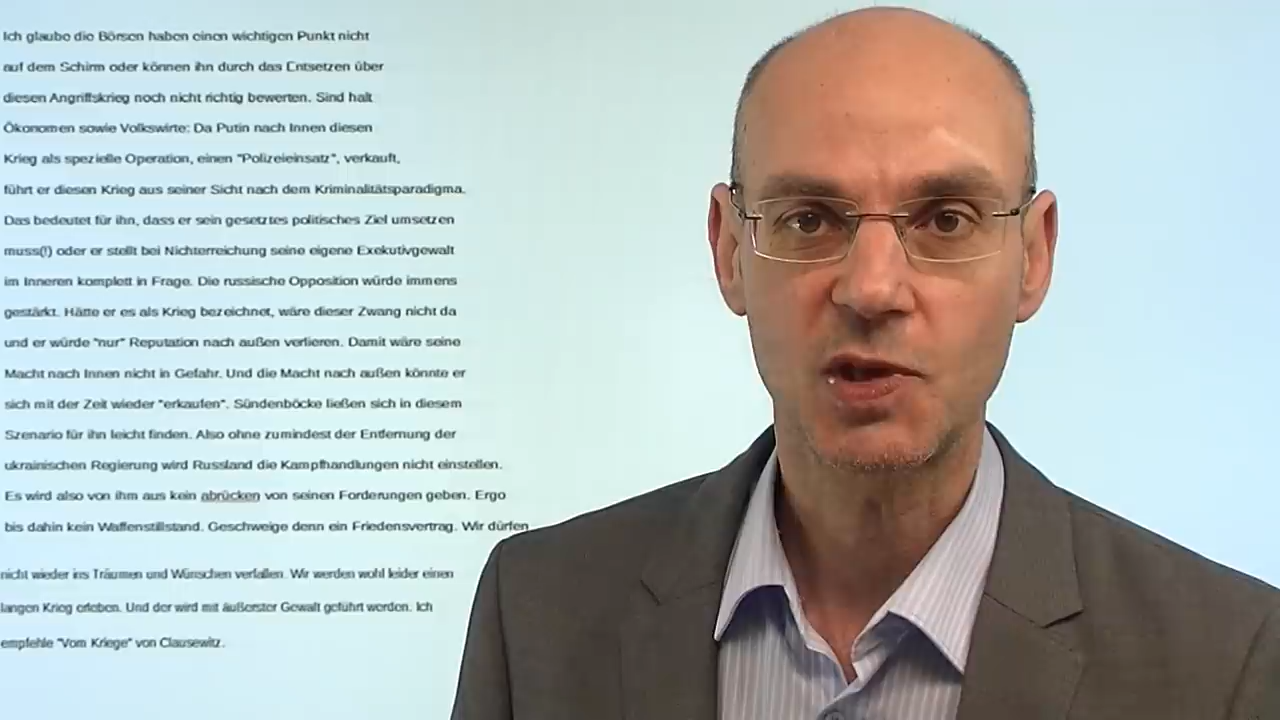 Ich glaube die Börsen haben einen wichtigen Punkt nicht
auf dem Schirm oder können ihn durch das Entsetzen über
diesen Angriffskrieg noch nicht richtig bewerten. Sind halt
Ökonomen sowie Volkswirte: Da Putin nach Innen diesen
Krieg als spezielle Operation, einen "Polizeieinsatz", verkauft,
führt er diesen Krieg aus seiner Sicht nach dem Kriminalitätsparadigma.
Das bedeutet für ihn, dass er sein gesetztes politisches Ziel umsetzen
muss(!) oder er stellt bei Nichterreichung seine eigene Exekutivgewalt
im Inneren komplett in Frage. Die russische Opposition würde immens
gestärkt. Hätte er es als Krieg bezeichnet, wäre dieser Zwang nicht da
und er würde "nur" Reputation nach außen verlieren. Damit wäre seine
Macht nach Innen nicht in Gefahr. Und die Macht nach außen könnte er
sich mit der Zeit wieder "erkaufen". Sündenböcke ließen sich in diesem
Szenario für ihn leicht finden. Also ohne zumindest der Entfernung der
ukrainischen Regierung wird Russland die Kampfhandlungen nicht einstellen.
Es wird also von ihm aus kein abrücken von seinen Forderungen geben. Ergo
bis dahin kein Waffenstillstand. Geschweige denn ein Friedensvertrag. Wir dürfen
nicht wieder ins Träumen und Wünschen verfallen. Wir werden wohl leider einen
langen Krieg erleben. Und der wird mit äußerster Gewalt geführt werden. Ich
empfehle "Vom Kriege" von Clausewitz.